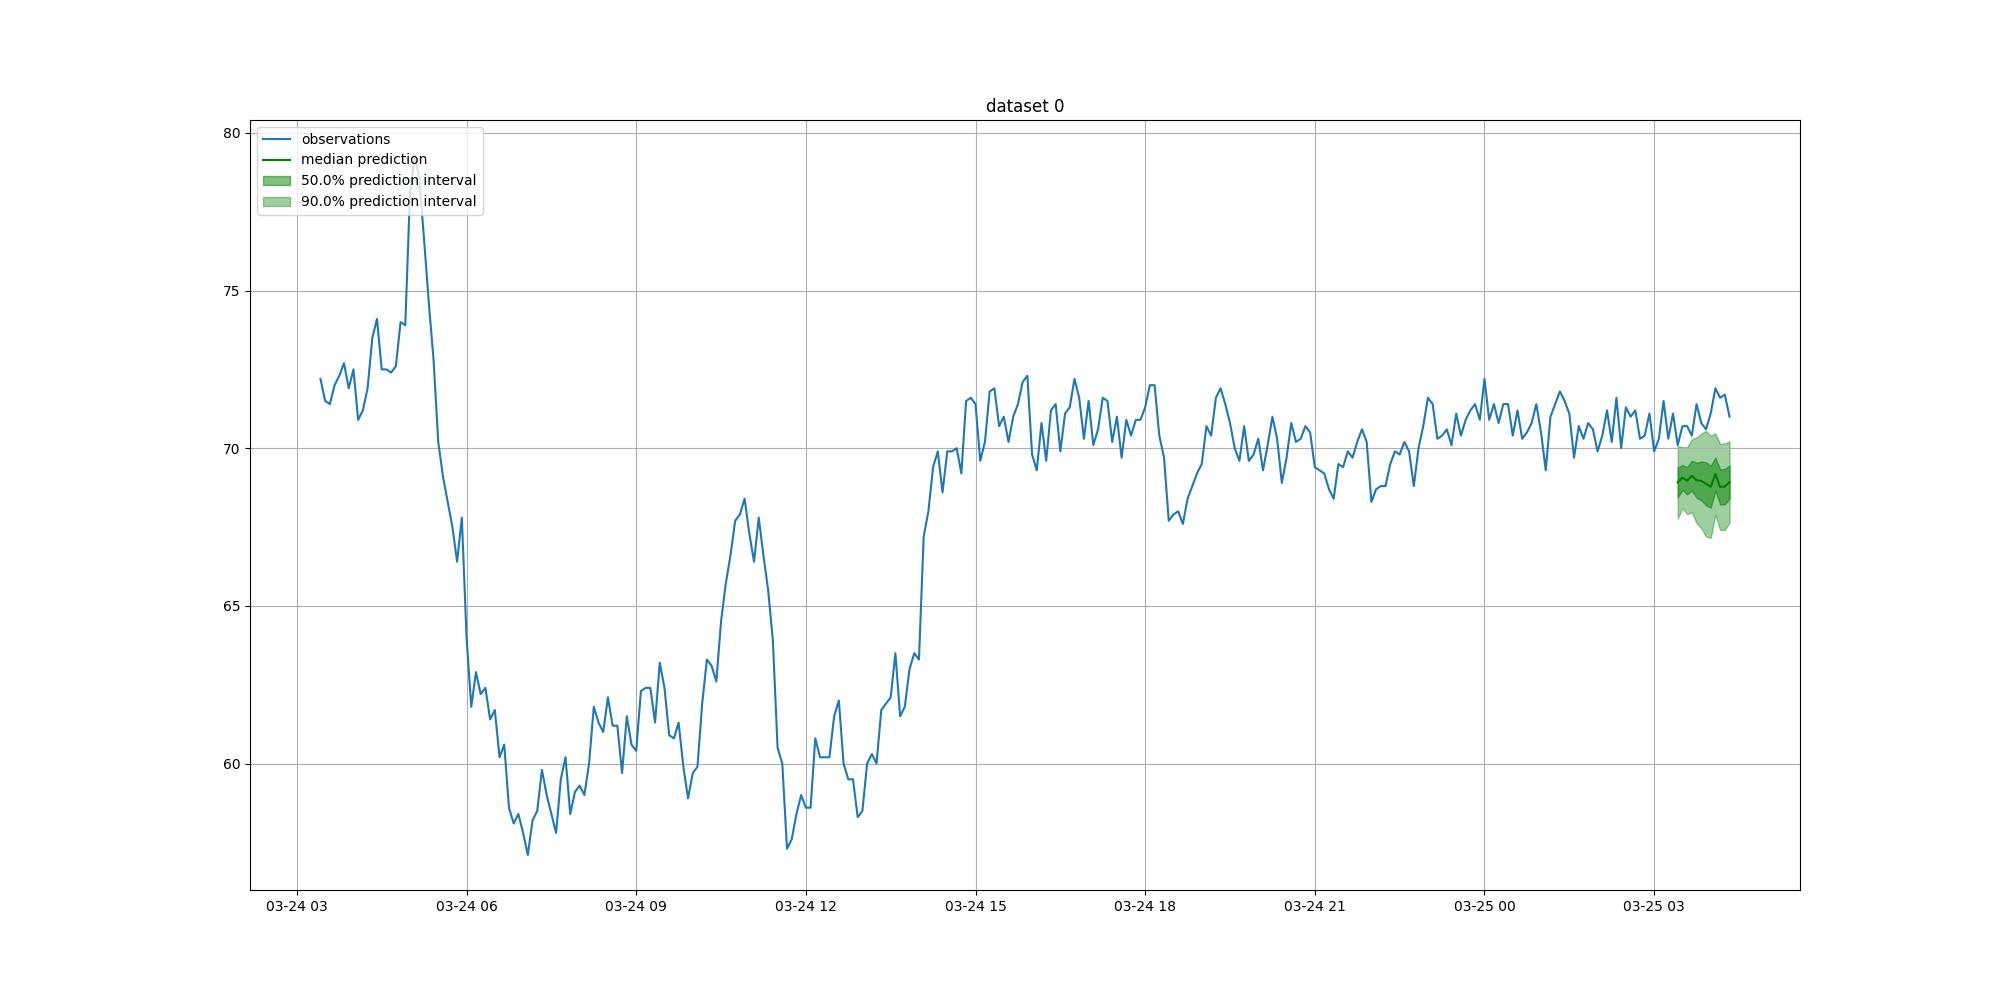 dataset 0
observations
median prediction
50.0% prediction interval
90.0% prediction interval
80
75
70
65
60
03-24 03
03-24 06
03-24 09
03-24 12
03-24 15
03-24 18
03-24 21
03-25 00
03-25 03